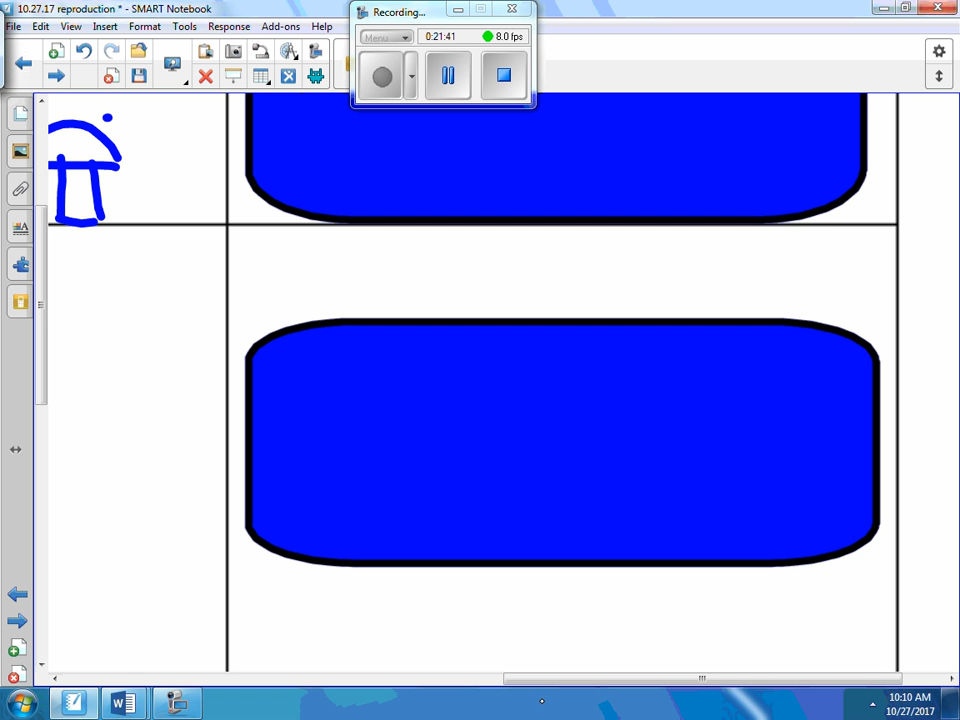 10.27.17 reproduction * - SMART Notebook
Recording...
File Edit View Insert Format Tools Response Add-ons Help
Menu 0:21:41 8.0 fps
10:10 AM
10/27/2017